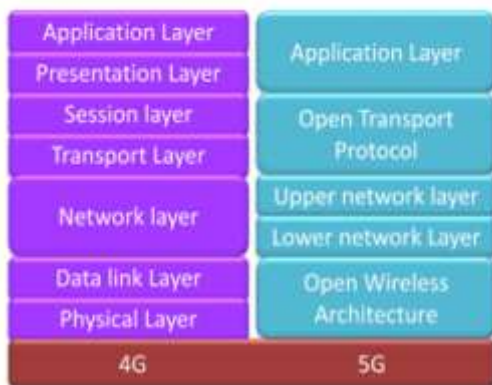 Application Layer
Presentation Layer
Session layer
Transport Layer
Network layer
Data link Layer
Physical Layer
4G
Application Layer
Open Transport
Protocol
Upper network layer
Lower network Layer
Open Wireless
Architecture
5G